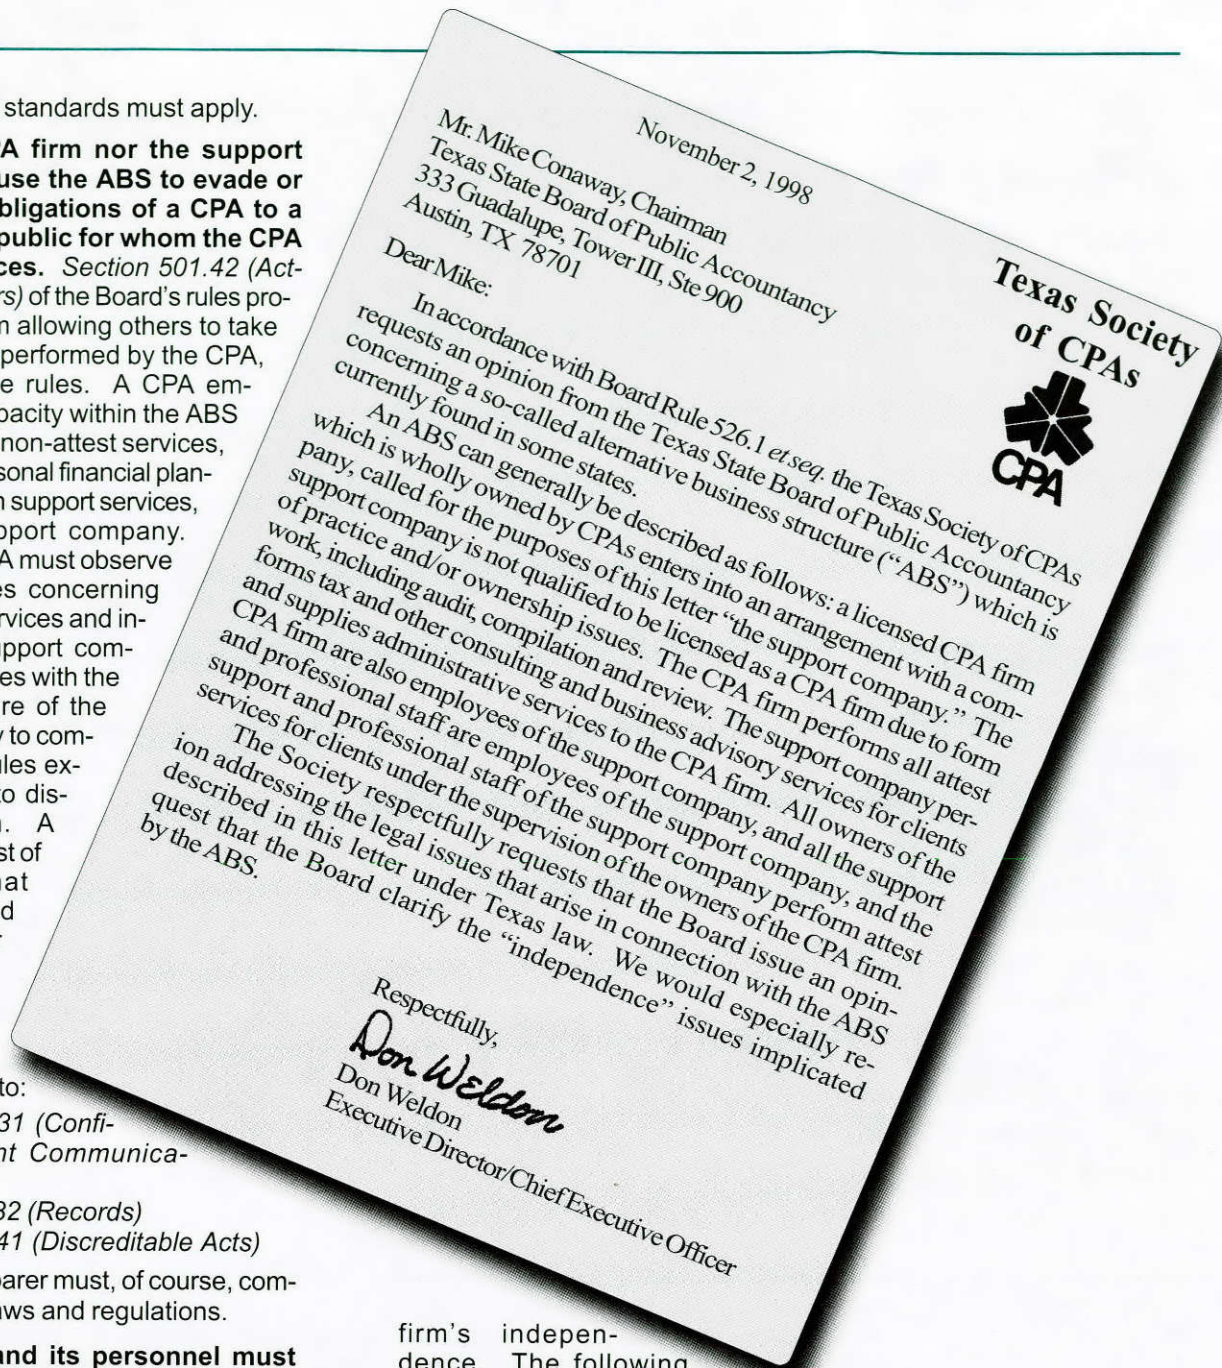 standards must apply.
A firm nor the support
use the ABS to evade or
bligations of a CPA to a
public for whom the CPA
ces. Section 501.42 (Act-
rs) of the Board's rules pro-
n allowing others to take
performed by the CPA,
e rules. A CPA em-
pacity within the ABS
non-attest services,
sonal financial plan-
n support services,
pport company.
A must observe
es concerning
rvices and in-
upport com-
es with the
re of the
y to com-
ules ex-
to dis-
. A
st of
at
d
to:
31 (Confi-
nt Communica-
32 (Records)
41 (Discreditable Acts)
parer must, of course, com-
aws and regulations.
and its personnel must
November 2, 1998
Mr. Mike Conaway, Chairman
Texas State Board of Public Accountancy
333 Guadalupe, Tower III, Ste 900
Austin, TX 78701
Texas Society
of CPAs
CPA
Dear Mike:
In accordance with Board Rule 526.1 et seq. the Texas Society of CPAs
requests an opinion from the Texas State Board of Public Accountancy
concerning a so-called alternative business structure ("ABS") which is
currently found in some states.
An ABS can generally be described as follows: a licensed CPA firm
which is wholly owned by CPAs enters into an arrangement with a com-
pany, called for the purposes of this letter "the support company." The
support company is not qualified to be licensed as a CPA firm due to form
of practice and/or ownership issues. The CPA firm performs all attest
work, including audit, compilation and review. The support company per-
forms tax and other consulting and business advisory services for clients
and supplies administrative services to the CPA firm. All owners of the
CPA firm are also employees of the support company, and all the support
and professional staff are employees of the support company, and the
support and professional staff of the support company perform attest
services for clients under the supervision of the owners of the CPA firm.
The Society respectfully requests that the Board issue an opin-
ion addressing the legal issues that arise in connection with the ABS
described in this letter under Texas law. We would especially re-
quest that the Board clarify the "independence" issues implicated
by the ABS.
Respectfully,
Don Weldon
Don Weldon
Executive Director/Chief Executive Officer
firm's indepen-
dence. The following